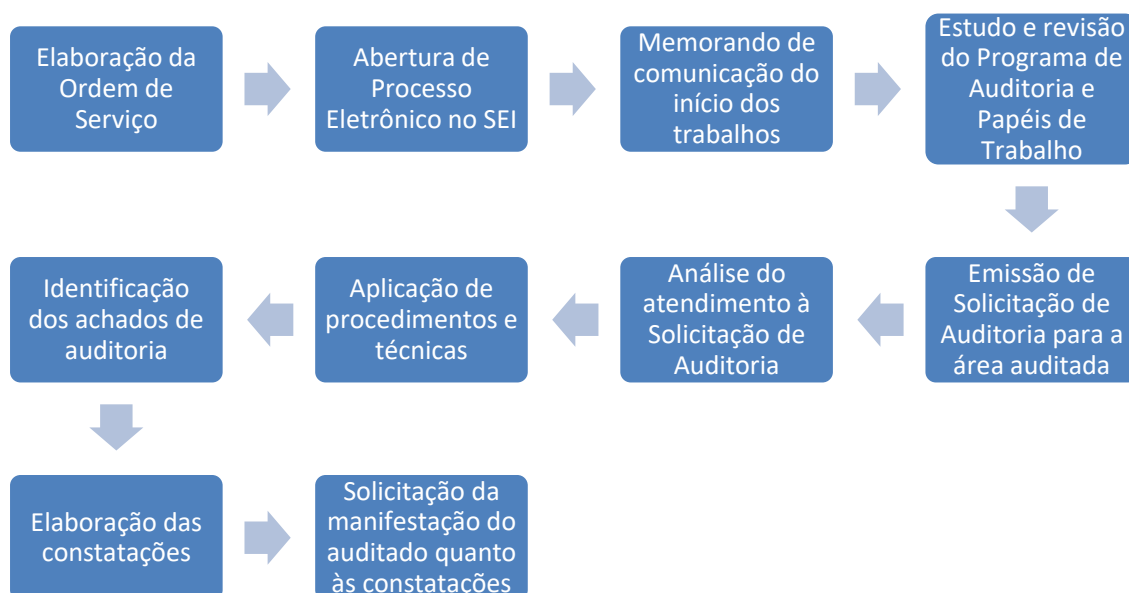 Elaboração da
Ordem de
Serviço
Abertura de
Processo
Eletrônico no SEI
Memorando de
comunicação do
início dos
trabalhos
Estudo e revisão
do Programa de
Auditoria e
Papéis de
Trabalho
Emissão de
Solicitação de
Auditoria para a
área auditada
Análise do
atendimento à
Solicitação de
Auditoria
Aplicação de
procedimentos e
técnicas
Identificação
dos achados de
auditoria
Elaboração das
constatações
Solicitação da
manifestação do
auditado quanto
às constatações